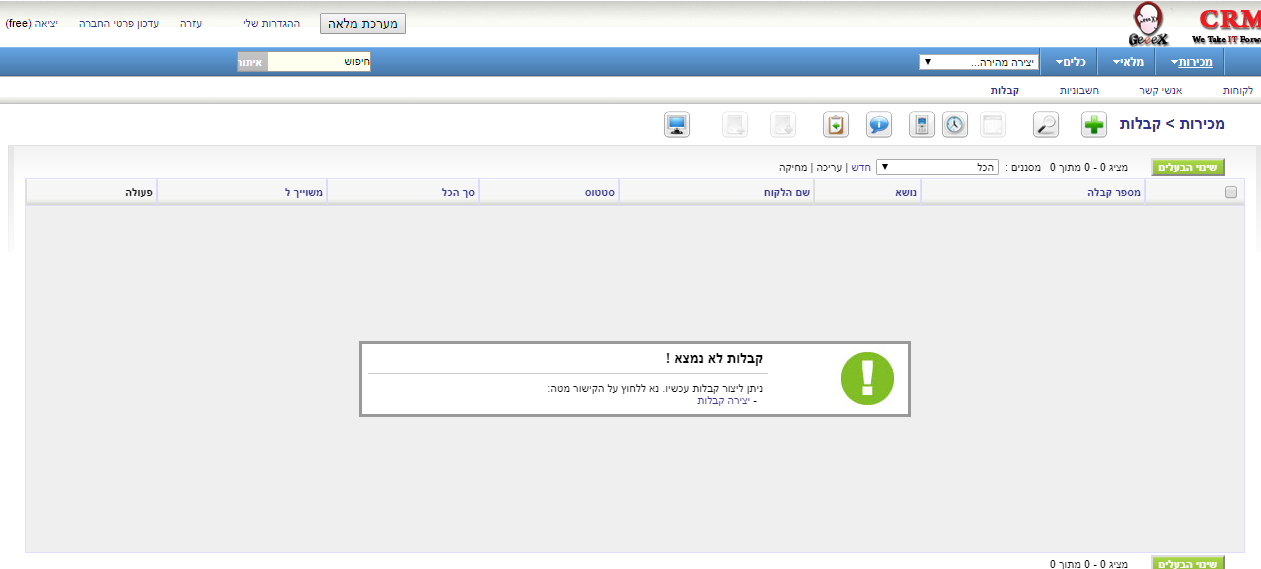 CRM
GeeeX
We Take IT Forw
מערכת מלאה
ההגדרות שלי
עזרה
עדכון פרטי החברה
יציאה (free)
מכירות
מלאי
כלים
יצירה מהירה...
חיפוש
איתור
לקוחות
אנשי קשר
חשבוניות
קבלות
מכירות > קבלות
שינוי הבעלים
מציג 0 - 0 מתוך 0
מסננים :
הכל
חדש | עריכה | מחיקה
מספר קבלה
נושא
שם הלקוח
סטטוס
סך הכל
משוייך ל
פעולה
קבלות לא נמצא !
ניתן ליצור קבלות עכשיו. נא ללחוץ על הקישור מטה:
- יצירה קבלות
שינוי הבעלים
מציג 0 - 0 מתוך 0